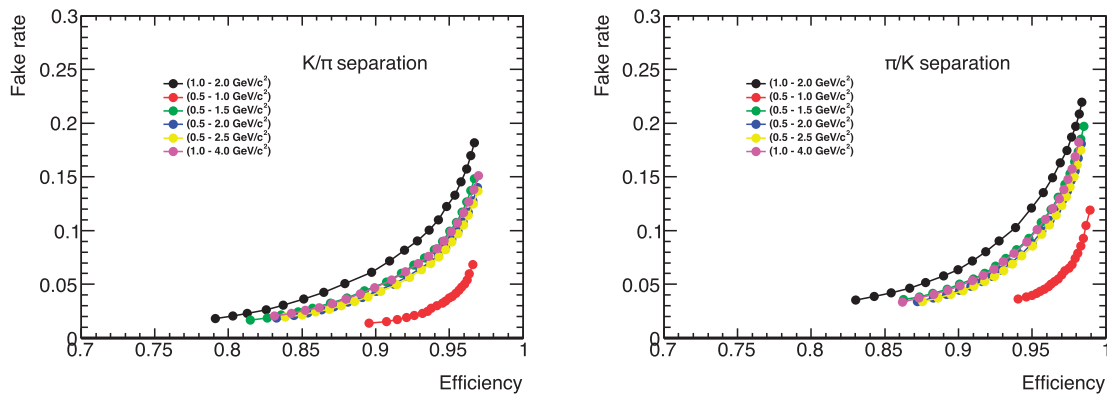 Fake rate
0.3
0.25
0.2
0.15
0.1
0.05
0
0.7
0.75
0.8
0.85
0.9
0.95
1
Efficiency
K/π separation
(1.0 - 2.0 GeV/c²)
(0.5 - 1.0 GeV/c²)
(0.5 - 1.5 GeV/c²)
(0.5 - 2.0 GeV/c²)
(0.5 - 2.5 GeV/c²)
(1.0 - 4.0 GeV/c²)
Fake rate
0.3
0.25
0.2
0.15
0.1
0.05
0
0.7
0.75
0.8
0.85
0.9
0.95
1
Efficiency
π/K separation
(1.0 - 2.0 GeV/c²)
(0.5 - 1.0 GeV/c²)
(0.5 - 1.5 GeV/c²)
(0.5 - 2.0 GeV/c²)
(0.5 - 2.5 GeV/c²)
(1.0 - 4.0 GeV/c²)